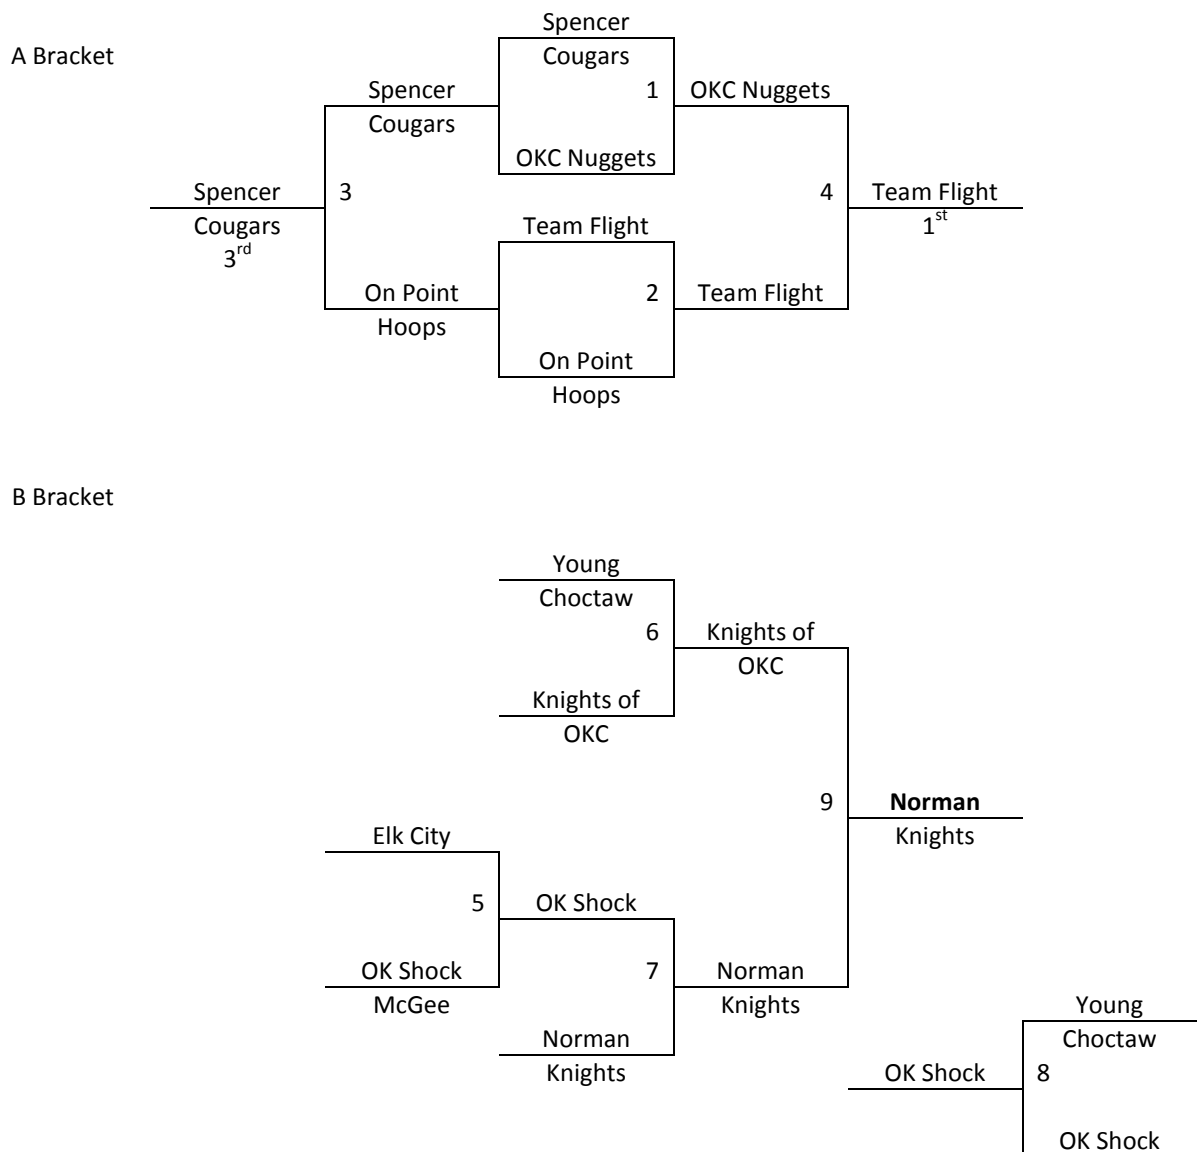 A Bracket
Spencer
Cougars
1
OKC Nuggets
Spencer
Cougars
OKC Nuggets
3
4
Spencer
Cougars
3rd
Team Flight
1st
Team Flight
2
Team Flight
On Point
Hoops
On Point
Hoops
B Bracket
Young
Choctaw
6
Knights of
OKC
Knights of
OKC
9
Norman
Knights
Elk City
5
OK Shock
OK Shock
McGee
7
Norman
Knights
Norman
Knights
Young
Choctaw
OK Shock
8
OK Shock